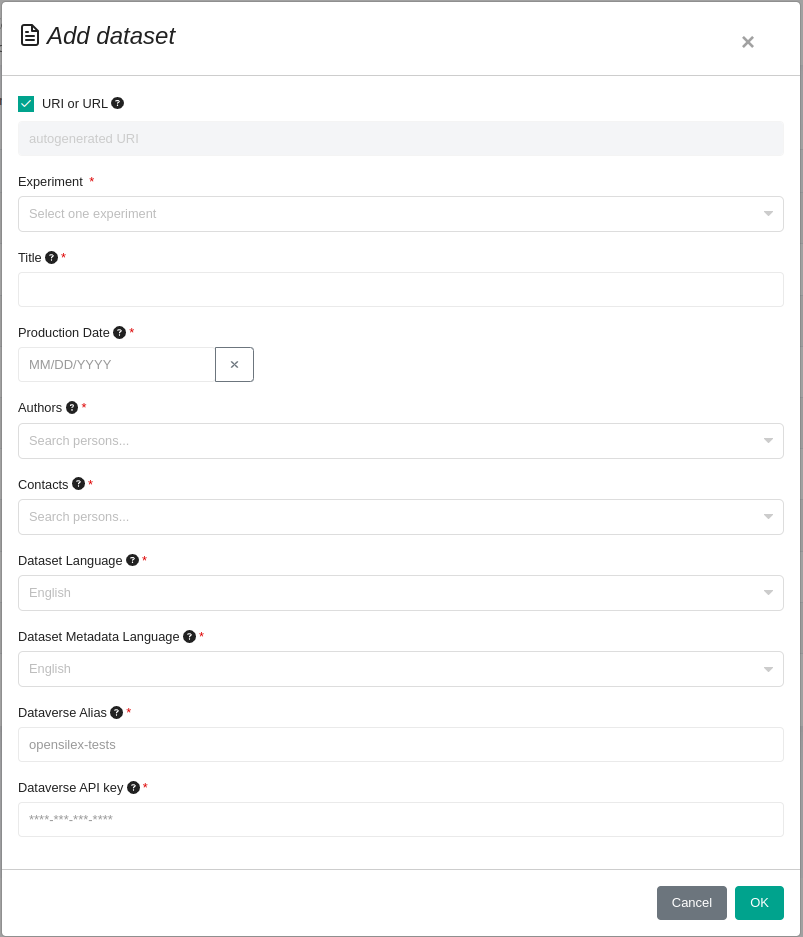 Add dataset
×
URI or URL ?
autogenerated URI
Experiment *
Select one experiment
Title ? *
Production Date ? *
MM/DD/YYYY ×
Authors ? *
Search persons...
Contacts ? *
Search persons...
Dataset Language ? *
English
Dataset Metadata Language ? *
English
Dataverse Alias ? *
opensilex-tests
Dataverse API key ? *
****-***-***-****
Cancel OK